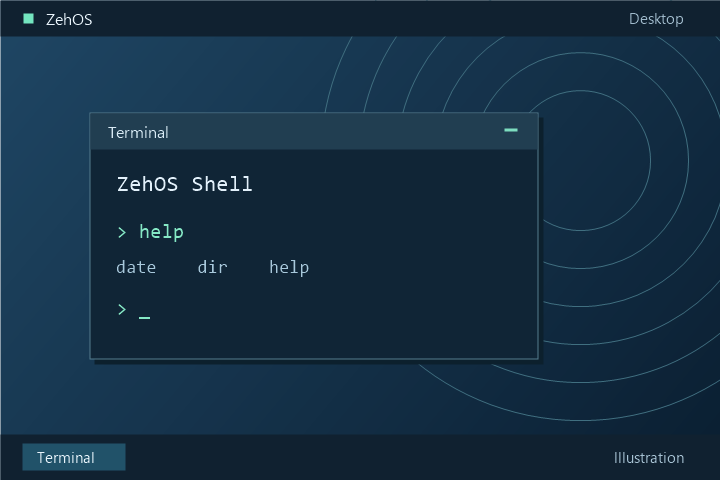 ZehOS Desktop
Terminal
ZehOS Shell
> help
date dir help
> _
Terminal Illustration